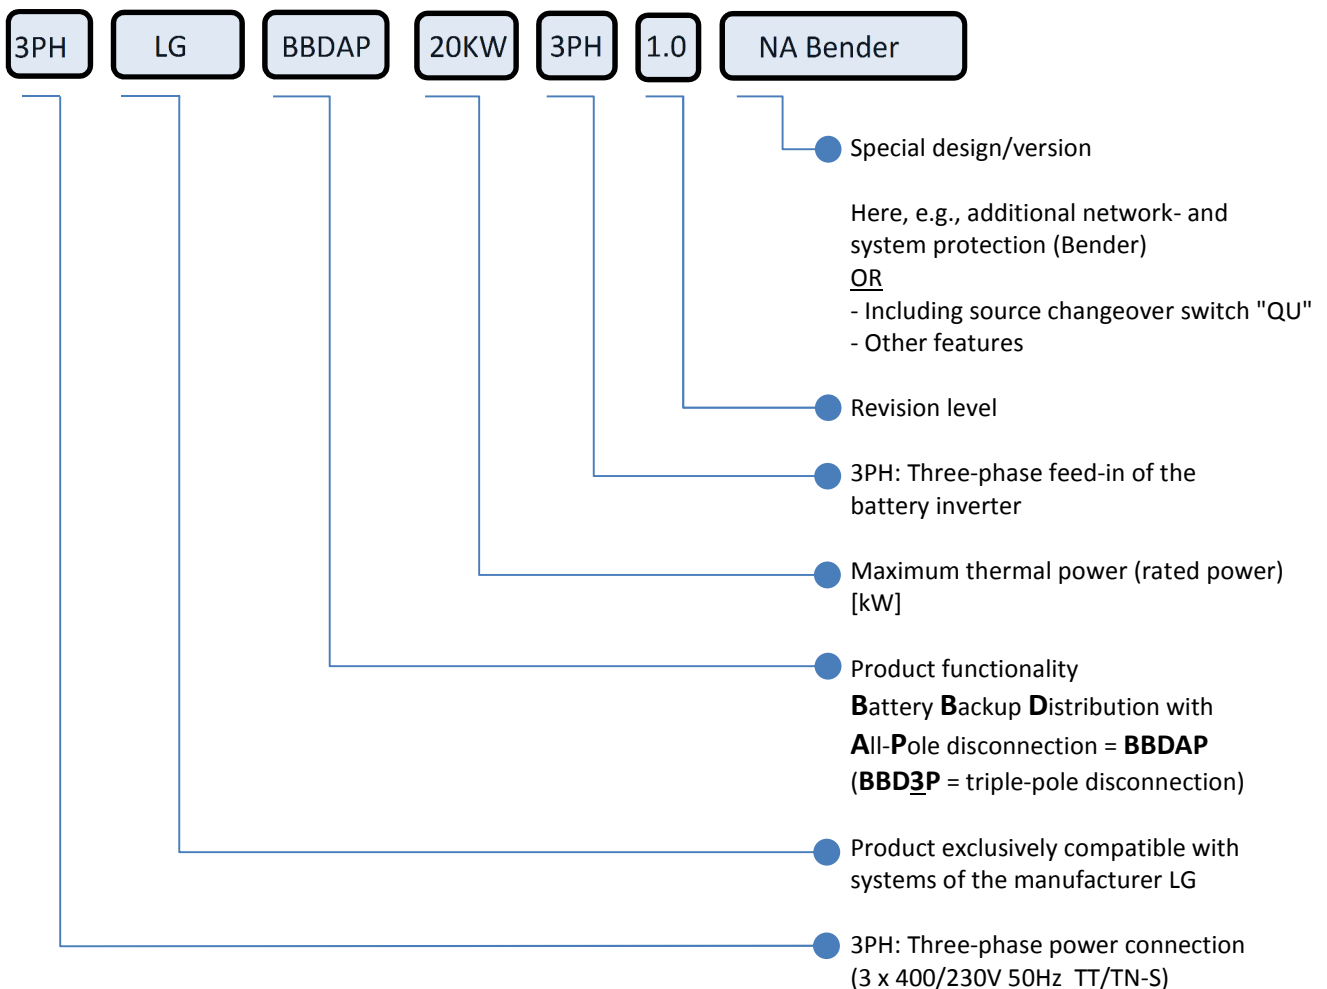 3PH LG BBDAP 20KW 3PH 1.0 NA Bender
Special design/version
Here, e.g., additional network- and
system protection (Bender)
OR
- Including source changeover switch "QU"
- Other features
Revision level
3PH: Three-phase feed-in of the
battery inverter
Maximum thermal power (rated power)
[kW]
Product functionality
Battery Backup Distribution with
All-Pole disconnection = BBDAP
(BBD3P = triple-pole disconnection)
Product exclusively compatible with
systems of the manufacturer LG
3PH: Three-phase power connection
(3 x 400/230V 50Hz TT/TN-S)